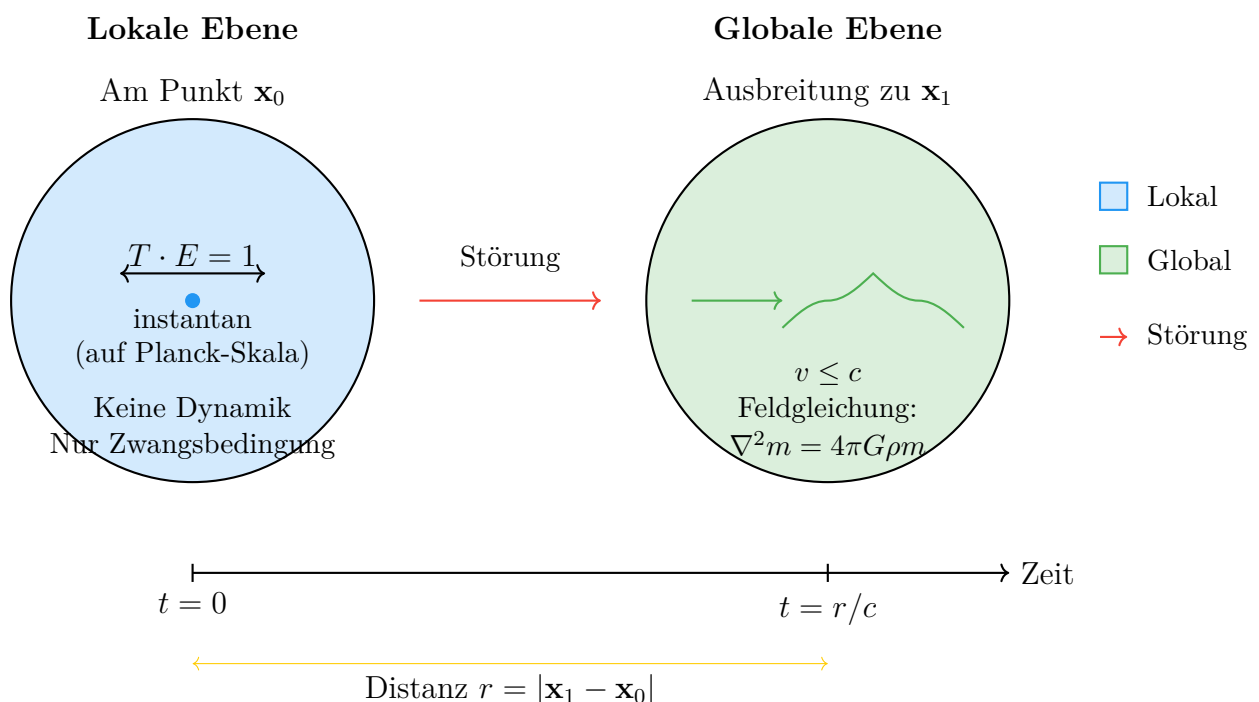 Lokale Ebene
Am Punkt x₀
T · E = 1
instantan
(auf Planck-Skala)
Keine Dynamik
Nur Zwangsbedingung
Störung
Globale Ebene
Ausbreitung zu x₁
v ≤ c
Feldgleichung:
∇²m = 4πGρm
Lokal
Global
Störung
Zeit
t = 0
t = r/c
Distanz r = |x₁ − x₀|